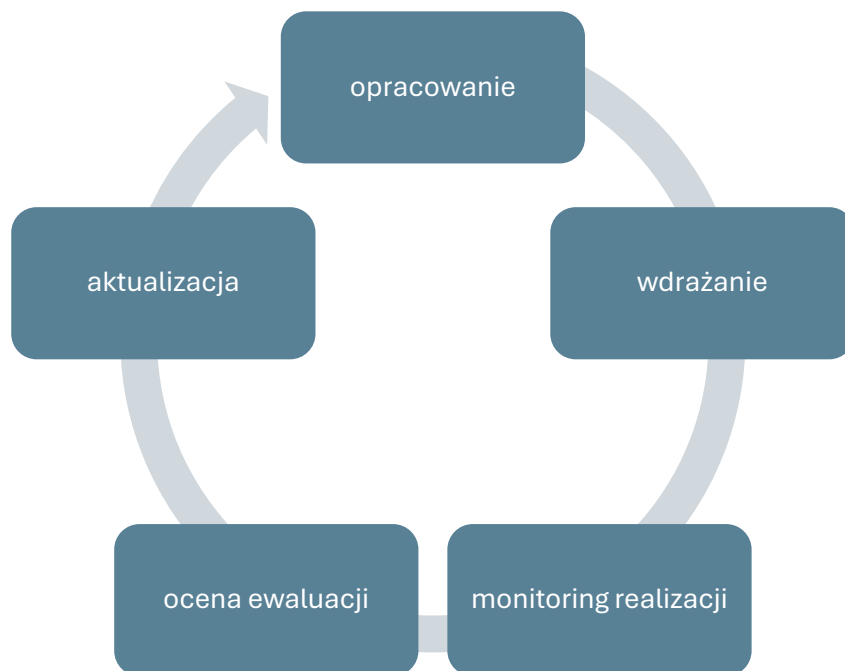 opracowanie
wdrażanie
monitoring realizacji
ocena ewaluacji
aktualizacja